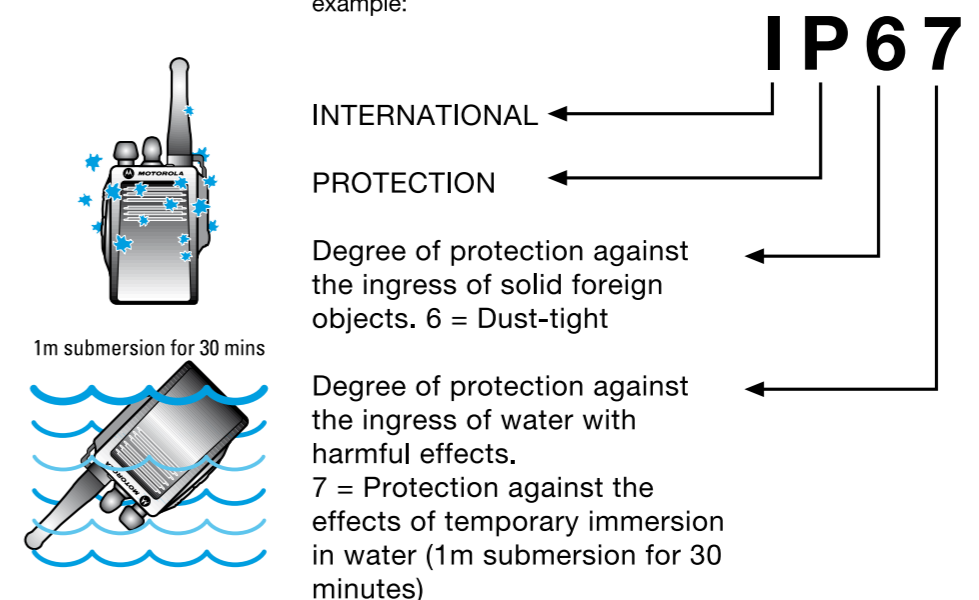 example:
I P 6 7
INTERNATIONAL
PROTECTION
MOTOROLA
Degree of protection against
the ingress of solid foreign
objects. 6 = Dust-tight
1m submersion for 30 mins
Degree of protection against
the ingress of water with
harmful effects.
7 = Protection against the
effects of temporary immersion
in water (1m submersion for 30
minutes)
MOTOROLA